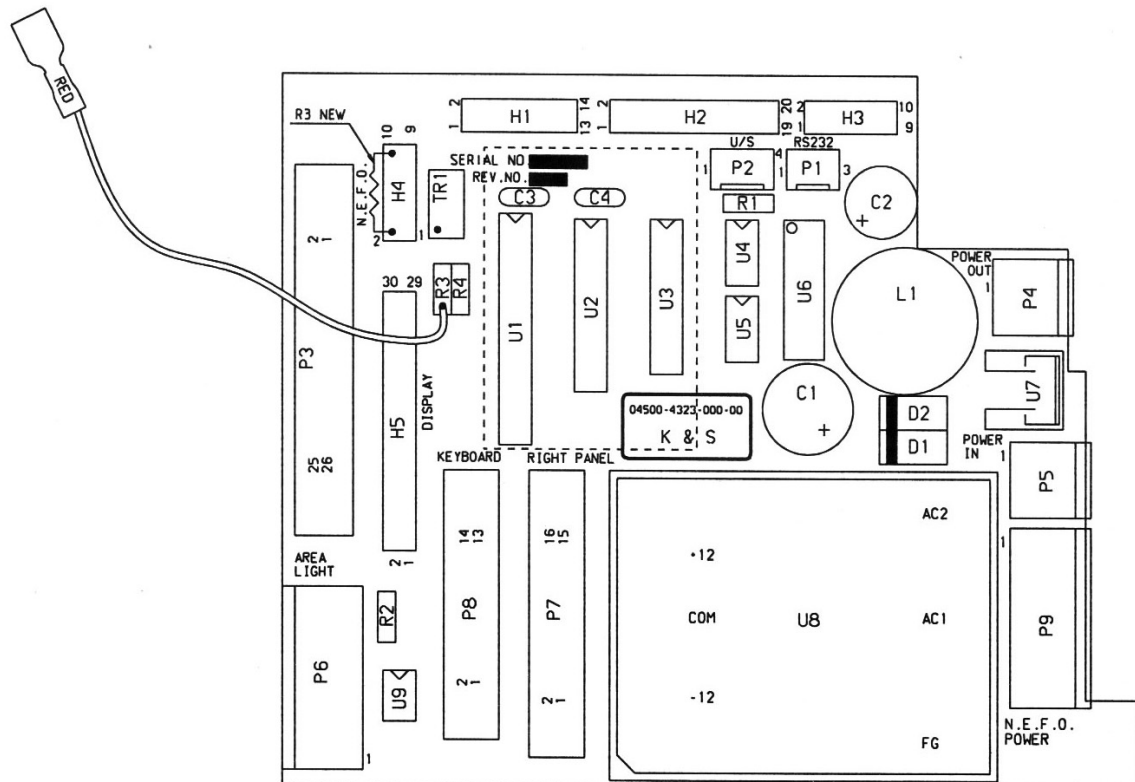 RED
R3 NEW
10 9
N.E.F.O.
H4
2 1
TR1
2 14
H1
1 13
2 20
H2
1 19
2 10
H3
1 9
SERIAL NO.
REV.NO.
C3
C4
U/S
1 P2 4
RS232
1 P1 3
R1
C2
2
1
P3
25
26
30 29
H5
2 1
DISPLAY
R3
R4
U1
U2
U3
U4
U5
U6
L1
C1
+
+
POWER
OUT
1
P4
U7
D2
D1
04500-4323-000-00
K & S
POWER
IN
1
P5
KEYBOARD
RIGHT PANEL
14
13
P8
2
1
16
15
P7
2
1
AREA
LIGHT
P6
1
R2
U9
AC2
+12
COM
U8
AC1
-12
FG
1
P9
N.E.F.O.
POWER